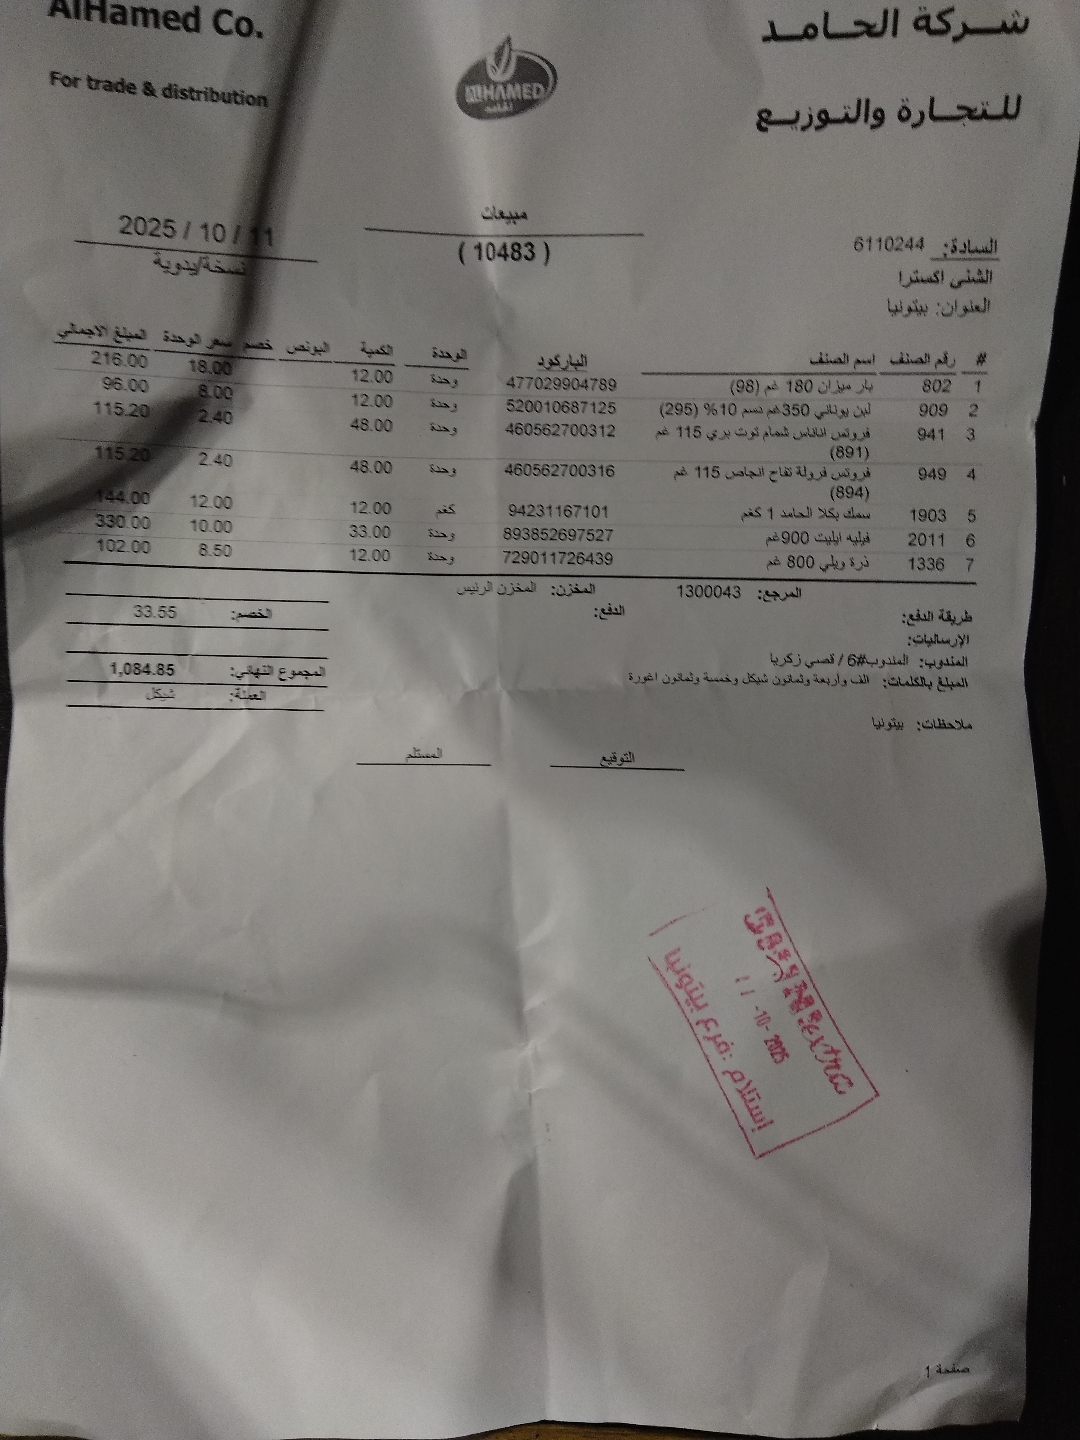 AlHamed Co.
شركة الحامد
For trade & distribution
للتجارة والتوزيع
ALHAMED
الحامد
مبيعات
( 10483 )
2025 / 10 / 11
نسخة/يدوية
السادة: 6110244
الشني اكسترا
العنوان: بيتونيا
# رقم الصنف اسم الصنف الباركود الوحدة الكمية البونص خصم سعر الوحدة المبلغ الاجمالي
1 802 بار ميزان 180 غم (98) 477029904789 وحدة 12.00 18.00 216.00
2 909 لبن يوناني 350غم دسم 10% (295) 520010687125 وحدة 12.00 8.00 96.00
3 941 فروتس اناناس شمام توت بري 115 غم 460562700312 وحدة 48.00 2.40 115.20
(891)
4 949 فروتس فرولة تفاح انجاص 115 غم 460562700316 وحدة 48.00 2.40 115.20
(894)
5 1903 سمك بكلا الحامد 1 كغم 94231167101 كغم 12.00 12.00 144.00
6 2011 فيليه ايليت 900غم 893852697527 وحدة 33.00 10.00 330.00
7 1336 ذرة ويلي 800 غم 729011726439 وحدة 12.00 8.50 102.00
المرجع: 1300043 المخزن: المخزن الرئيس
طريقة الدفع: الدفع: الخصم: 33.55
الإرساليات:
المندوب: المندوب#6 / قصي زكريا المجموع النهائي: 1,084.85
المبلغ بالكلمات: الف وأربعة وثمانون شيكل وخمسة وثمانون اغورة
العملة: شيكل
ملاحظات: بيتونيا
التوقيع المستلم
extra
11 -10- 2025
إستلام : فرع بيتونيا
صفحة 1